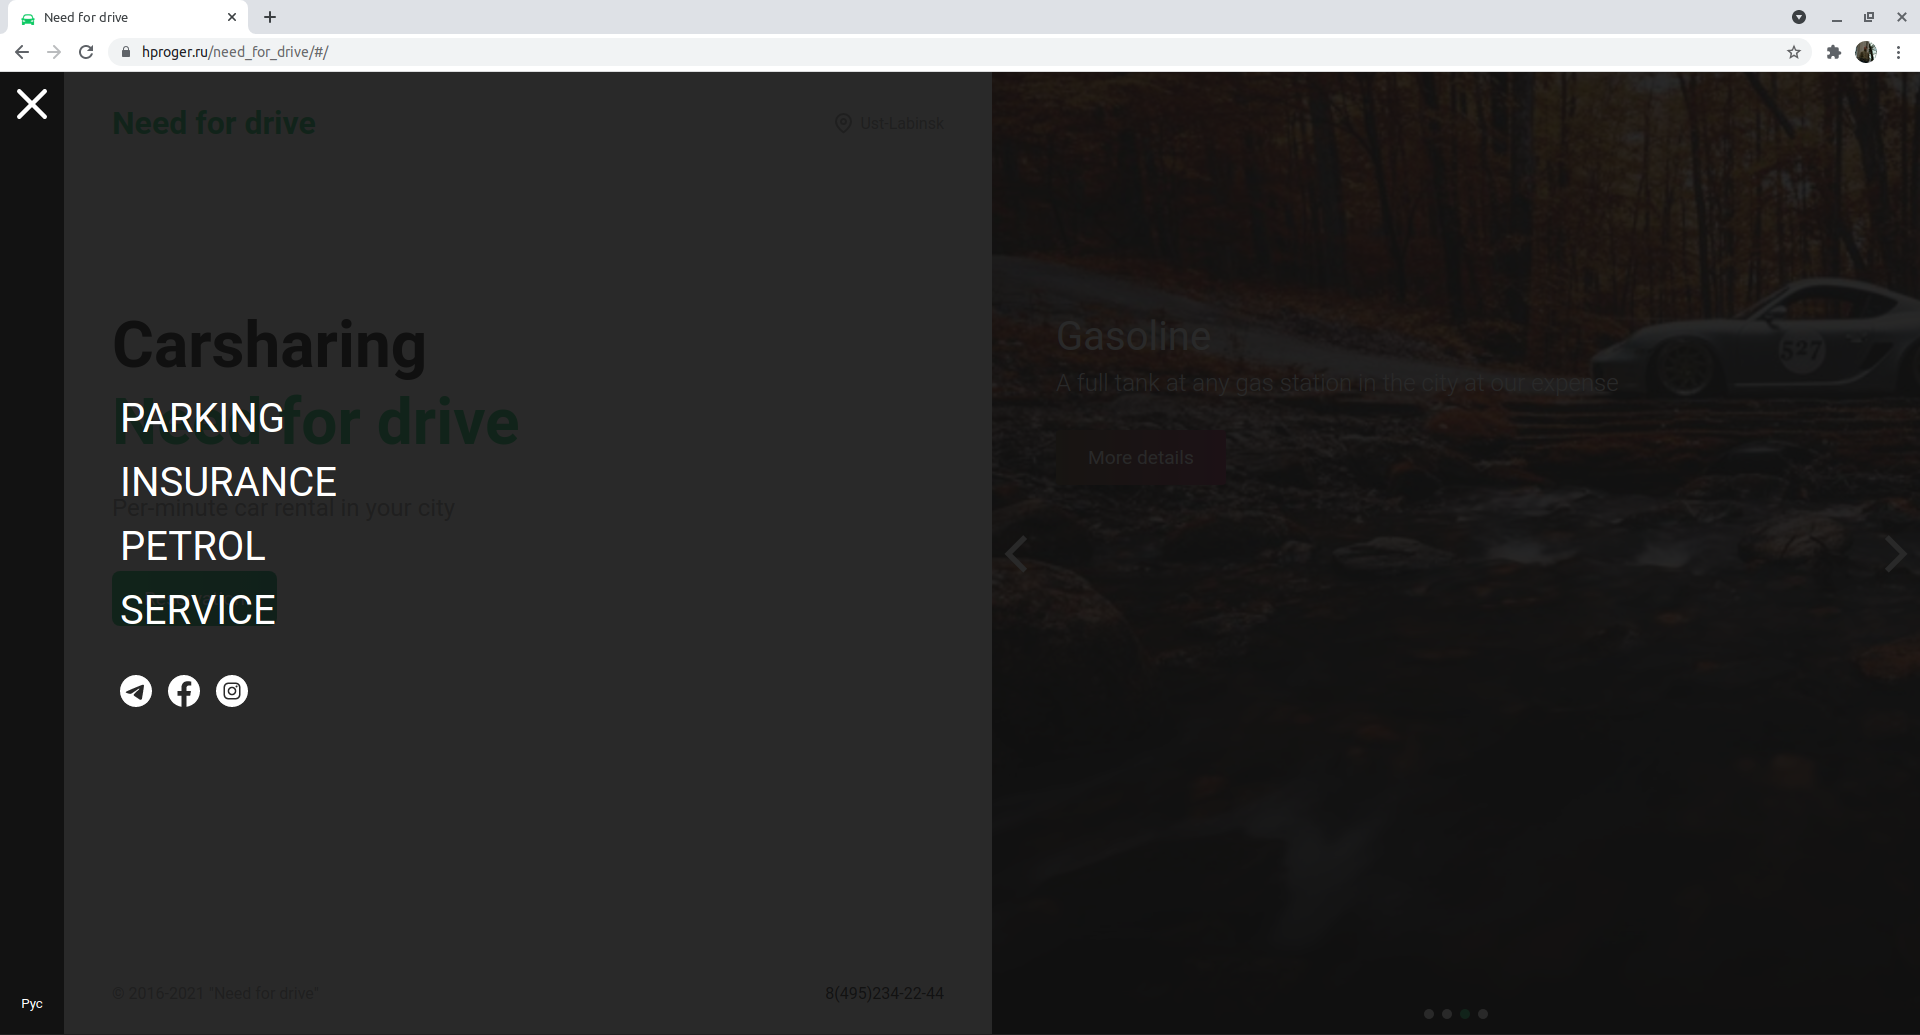 Need for drive
hproger.ru/need_for_drive/#/
Need for drive
Ust-Labinsk
Carsharing
Need for drive
PARKING
INSURANCE
Per-minute car rental in your city
PETROL
SERVICE
Gasoline
A full tank at any gas station in the city at our expense
More details
527
Рус
© 2016-2021 "Need for drive"
8(495)234-22-44